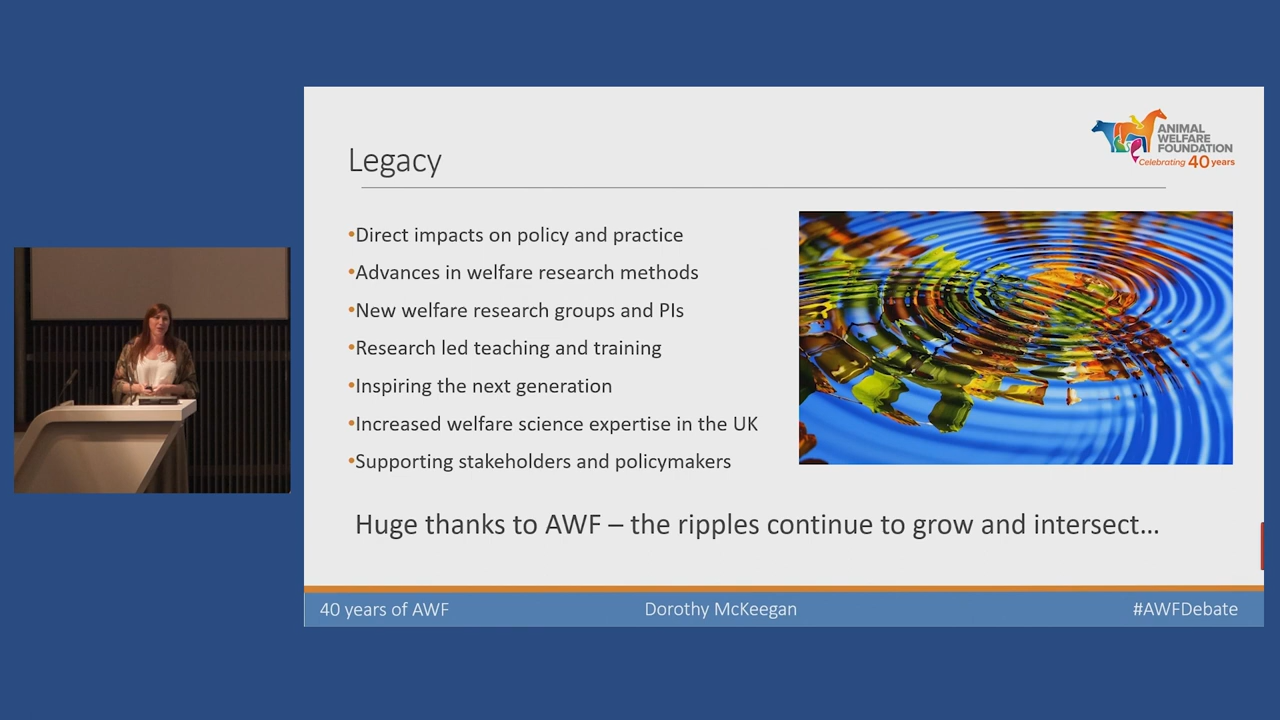 ANIMAL
WELFARE
FOUNDATION
Celebrating 40 years
Legacy
•Direct impacts on policy and practice
•Advances in welfare research methods
•New welfare research groups and PIs
•Research led teaching and training
•Inspiring the next generation
•Increased welfare science expertise in the UK
•Supporting stakeholders and policymakers
Huge thanks to AWF – the ripples continue to grow and intersect…
40 years of AWF
Dorothy McKeegan
#AWFDebate